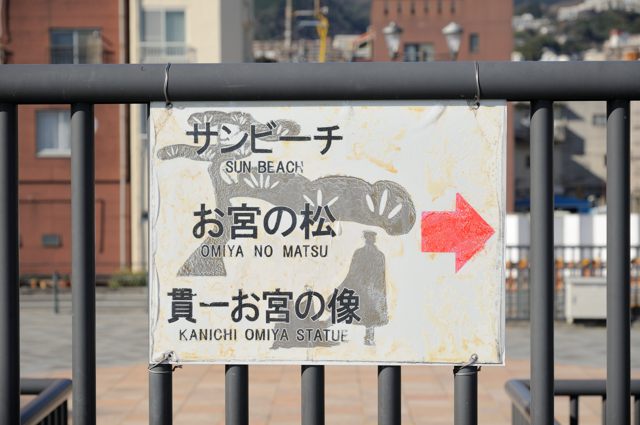 サンビーチ
SUN BEACH
お宮の松
OMIYA NO MATSU
貫一お宮の像
KANICHI OMIYA STATUE